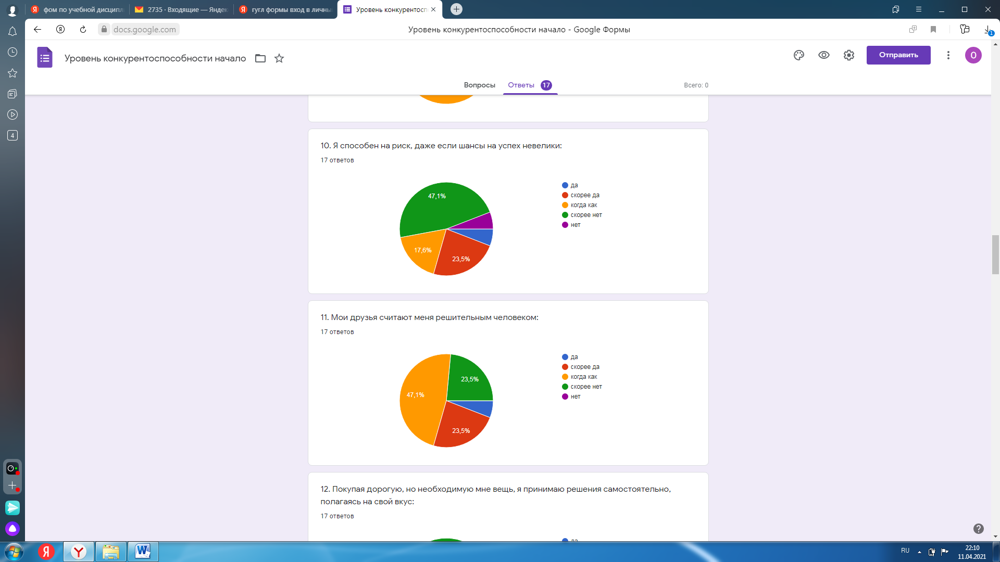 фом по учебной дисципл
2735 · Входящие — Яндек
гугл формы вход в личны
Уровень конкурентосп
docs.google.com
Уровень конкурентоспособности начало - Google Формы
1
Уровень конкурентоспособности начало
Отправить
О
Вопросы
Ответы 17
Всего: 0
4
10. Я способен на риск, даже если шансы на успех невелики:
17 ответов
47,1%
17,6%
23,5%
да
скорее да
когда как
скорее нет
нет
11. Мои друзья считают меня решительным человеком:
17 ответов
23,5%
47,1%
23,5%
да
скорее да
когда как
скорее нет
нет
12. Покупая дорогую, но необходимую мне вещь, я принимаю решения самостоятельно,
полагаясь на свой вкус:
17 ответов
да
RU
22:10
11.04.2021